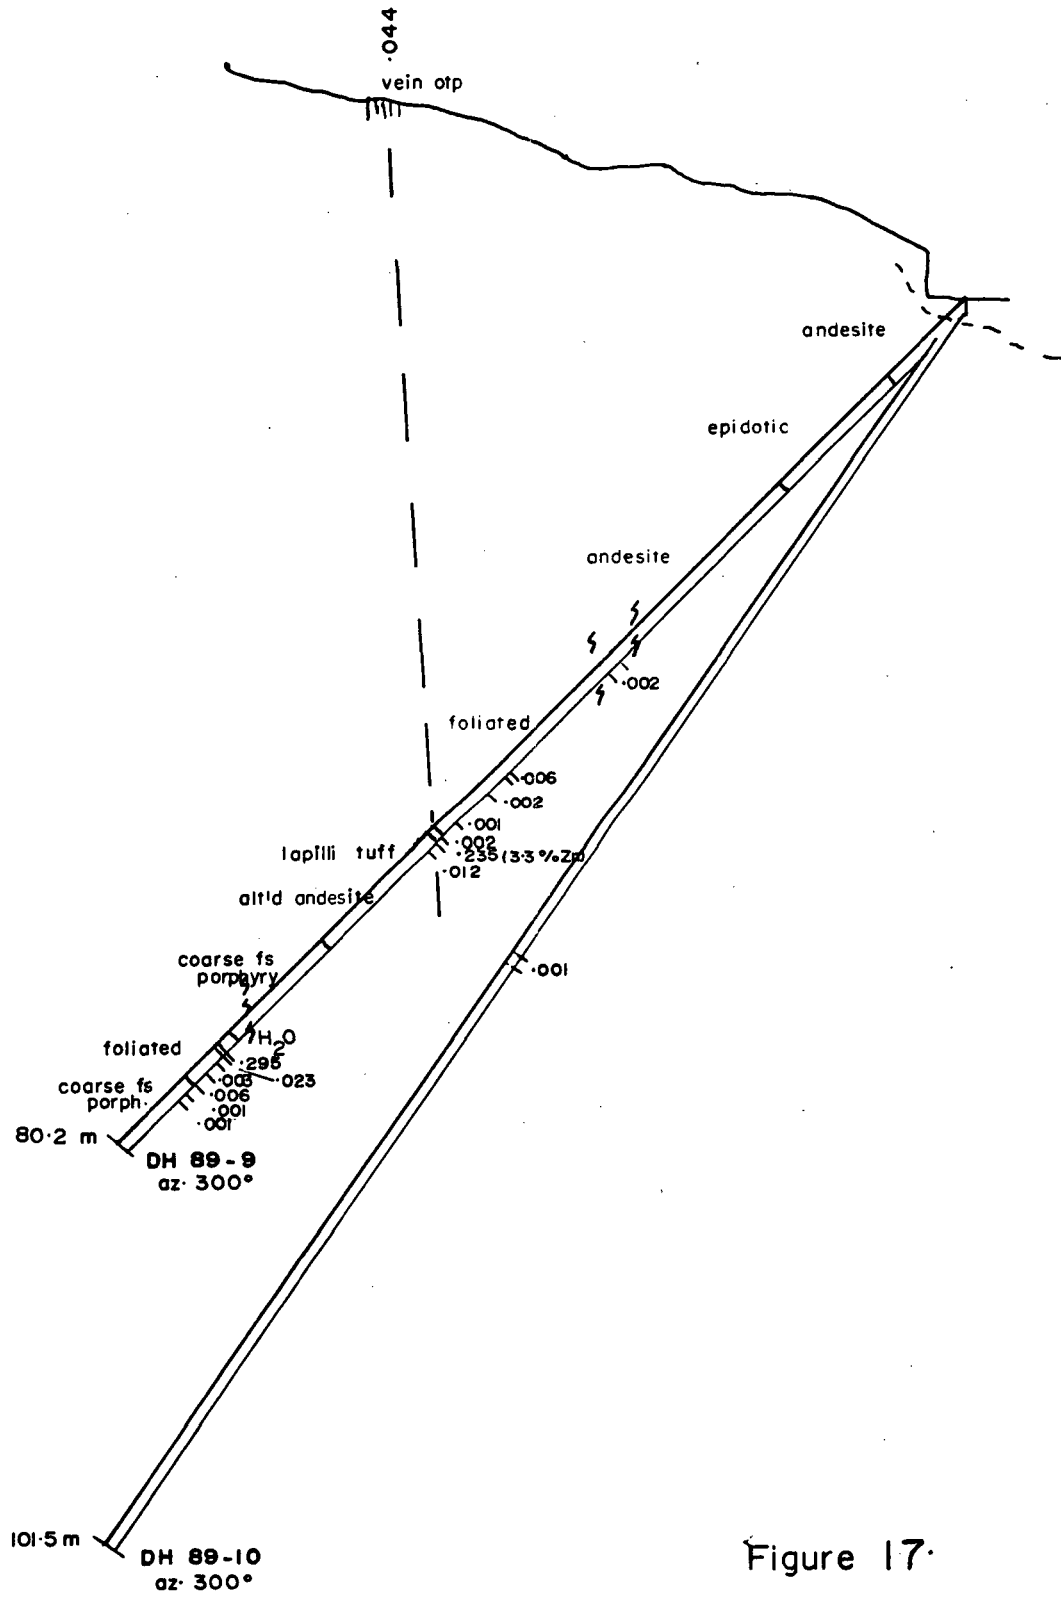 .044
vein otp
andesite
epidotic
andesite
.002
foliated
.006
.002
.001
.002
lapilli tuff
.235 (3.3 % Zn)
.012
alt'd andesite
coarse fs
porphyry
.001
H2O
foliated
.295
.003
.023
coarse fs
porph.
.006
.001
.001
80.2 m
DH 89-9
az. 300°
101.5 m
DH 89-10
az. 300°
Figure 17.